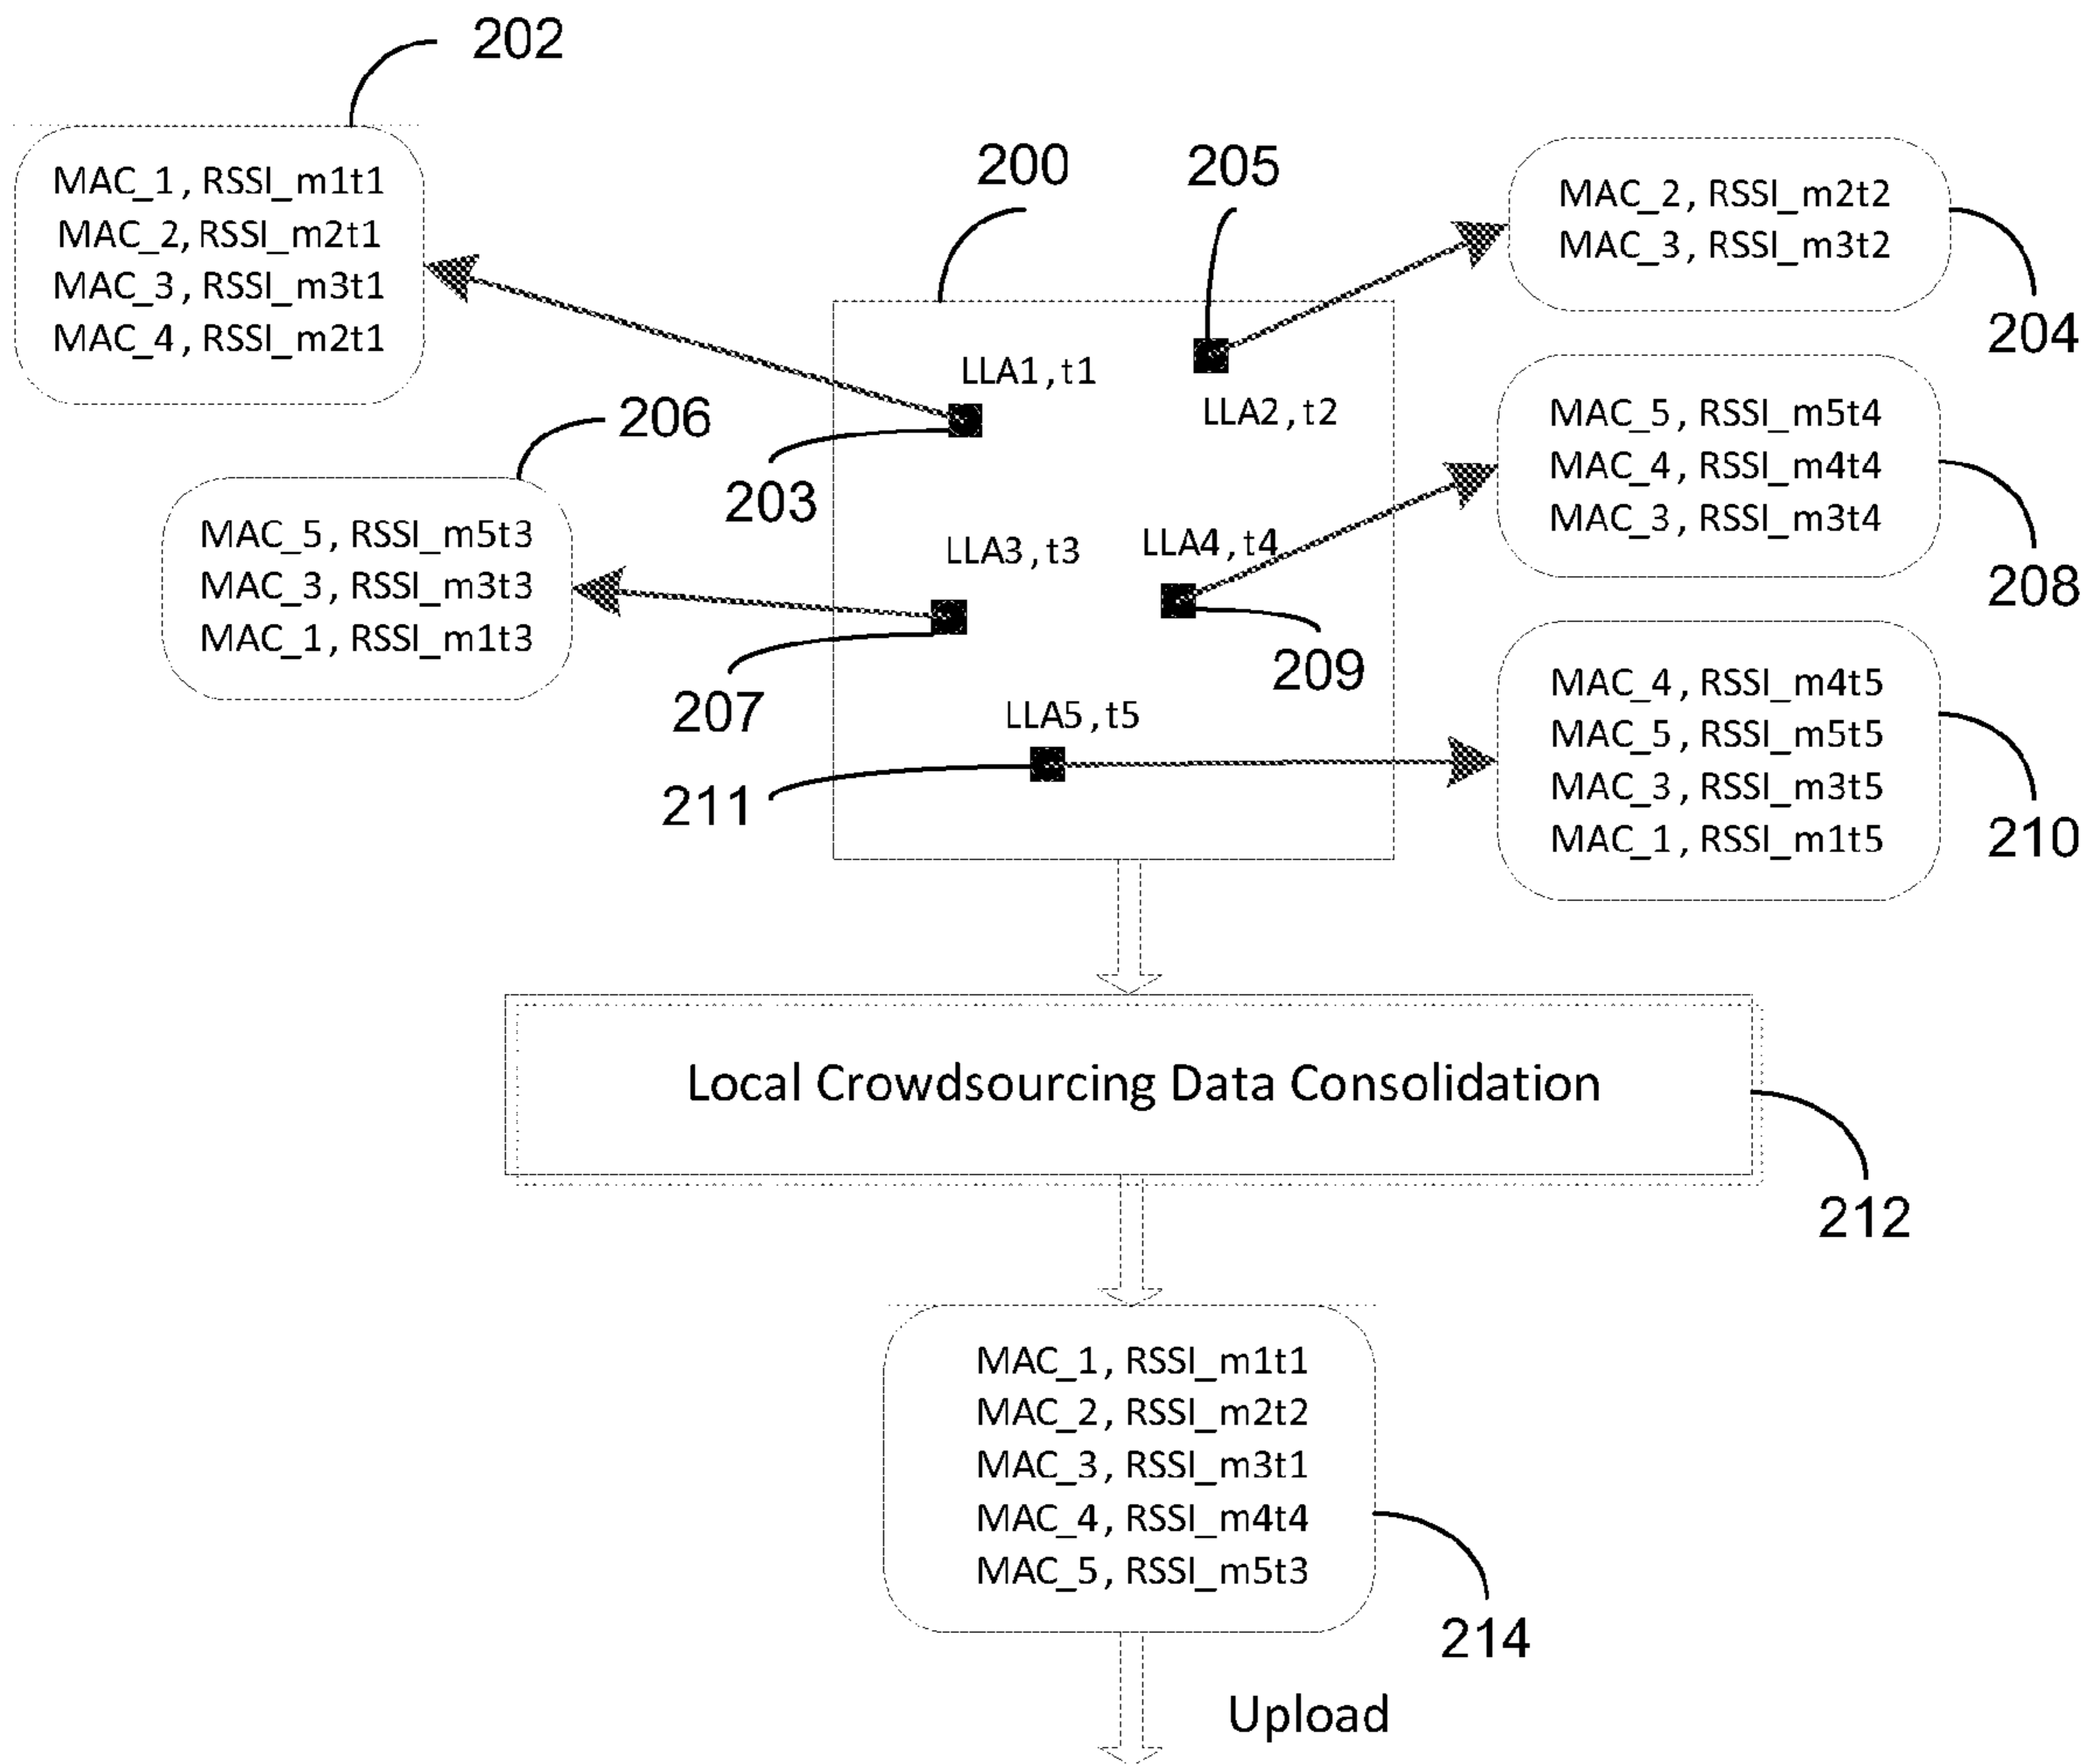 202
MAC_1, RSSI_m1t1
MAC_2, RSSI_m2t1
MAC_3, RSSI_m3t1
MAC_4, RSSI_m2t1
200
205
MAC_2, RSSI_m2t2
MAC_3, RSSI_m3t2
204
LLA1, t1
LLA2, t2
203
206
MAC_5, RSSI_m5t3
MAC_3, RSSI_m3t3
MAC_1, RSSI_m1t3
MAC_5, RSSI_m5t4
MAC_4, RSSI_m4t4
MAC_3, RSSI_m3t4
208
LLA3, t3
LLA4, t4
207
209
LLA5, t5
211
MAC_4, RSSI_m4t5
MAC_5, RSSI_m5t5
MAC_3, RSSI_m3t5
MAC_1, RSSI_m1t5
210
Local Crowdsourcing Data Consolidation
212
MAC_1, RSSI_m1t1
MAC_2, RSSI_m2t2
MAC_3, RSSI_m3t1
MAC_4, RSSI_m4t4
MAC_5, RSSI_m5t3
214
Upload